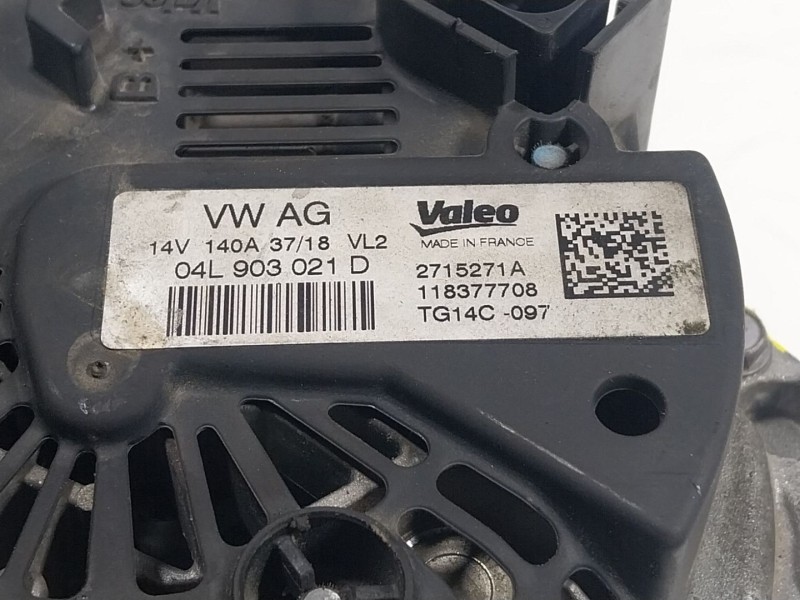 B+
VW AG
14V 140A 37/18 VL2
04L 903 021 D
Valeo
MADE IN FRANCE
2715271A
118377708
TG14C -097